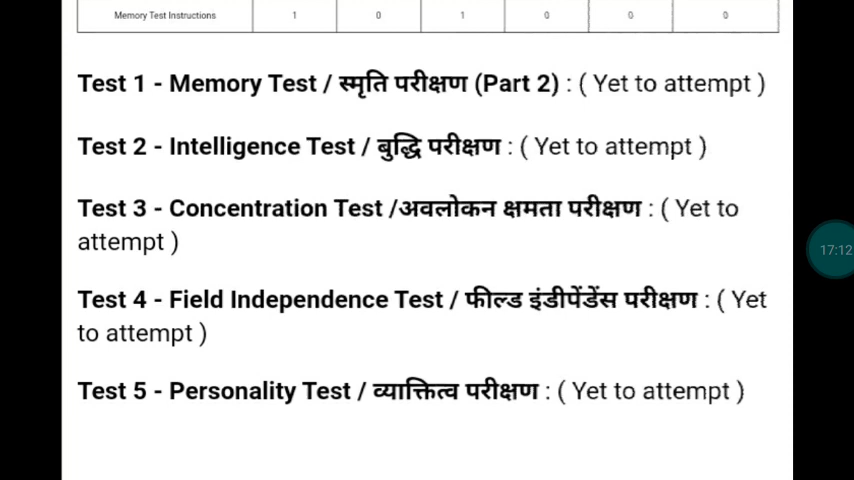 Memory Test Instructions 1 0 1 0 0 0
Test 1 - Memory Test / स्मृति परीक्षण (Part 2) : ( Yet to attempt )
Test 2 - Intelligence Test / बुद्धि परीक्षण : ( Yet to attempt )
Test 3 - Concentration Test /अवलोकन क्षमता परीक्षण : ( Yet to
attempt )
Test 4 - Field Independence Test / फील्ड इंडीपेंडेंस परीक्षण : ( Yet
to attempt )
Test 5 - Personality Test / व्याक्तित्व परीक्षण : ( Yet to attempt )
17:12